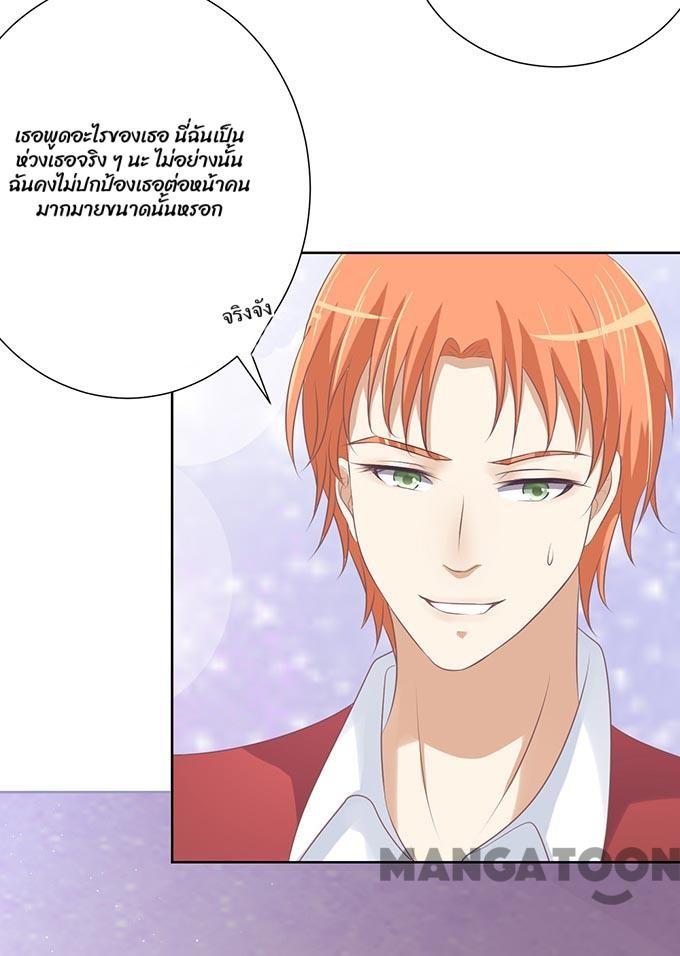 เธอพูดอะไรของเธอ นี่ฉันเป็น
ห่วงเธอจริง ๆ นะ ไม่อย่างนั้น
ฉันคงไม่ปกป้องเธอต่อหน้าคน
มากมายขนาดนั้นหรอก
จริงจัง
MANGATOON